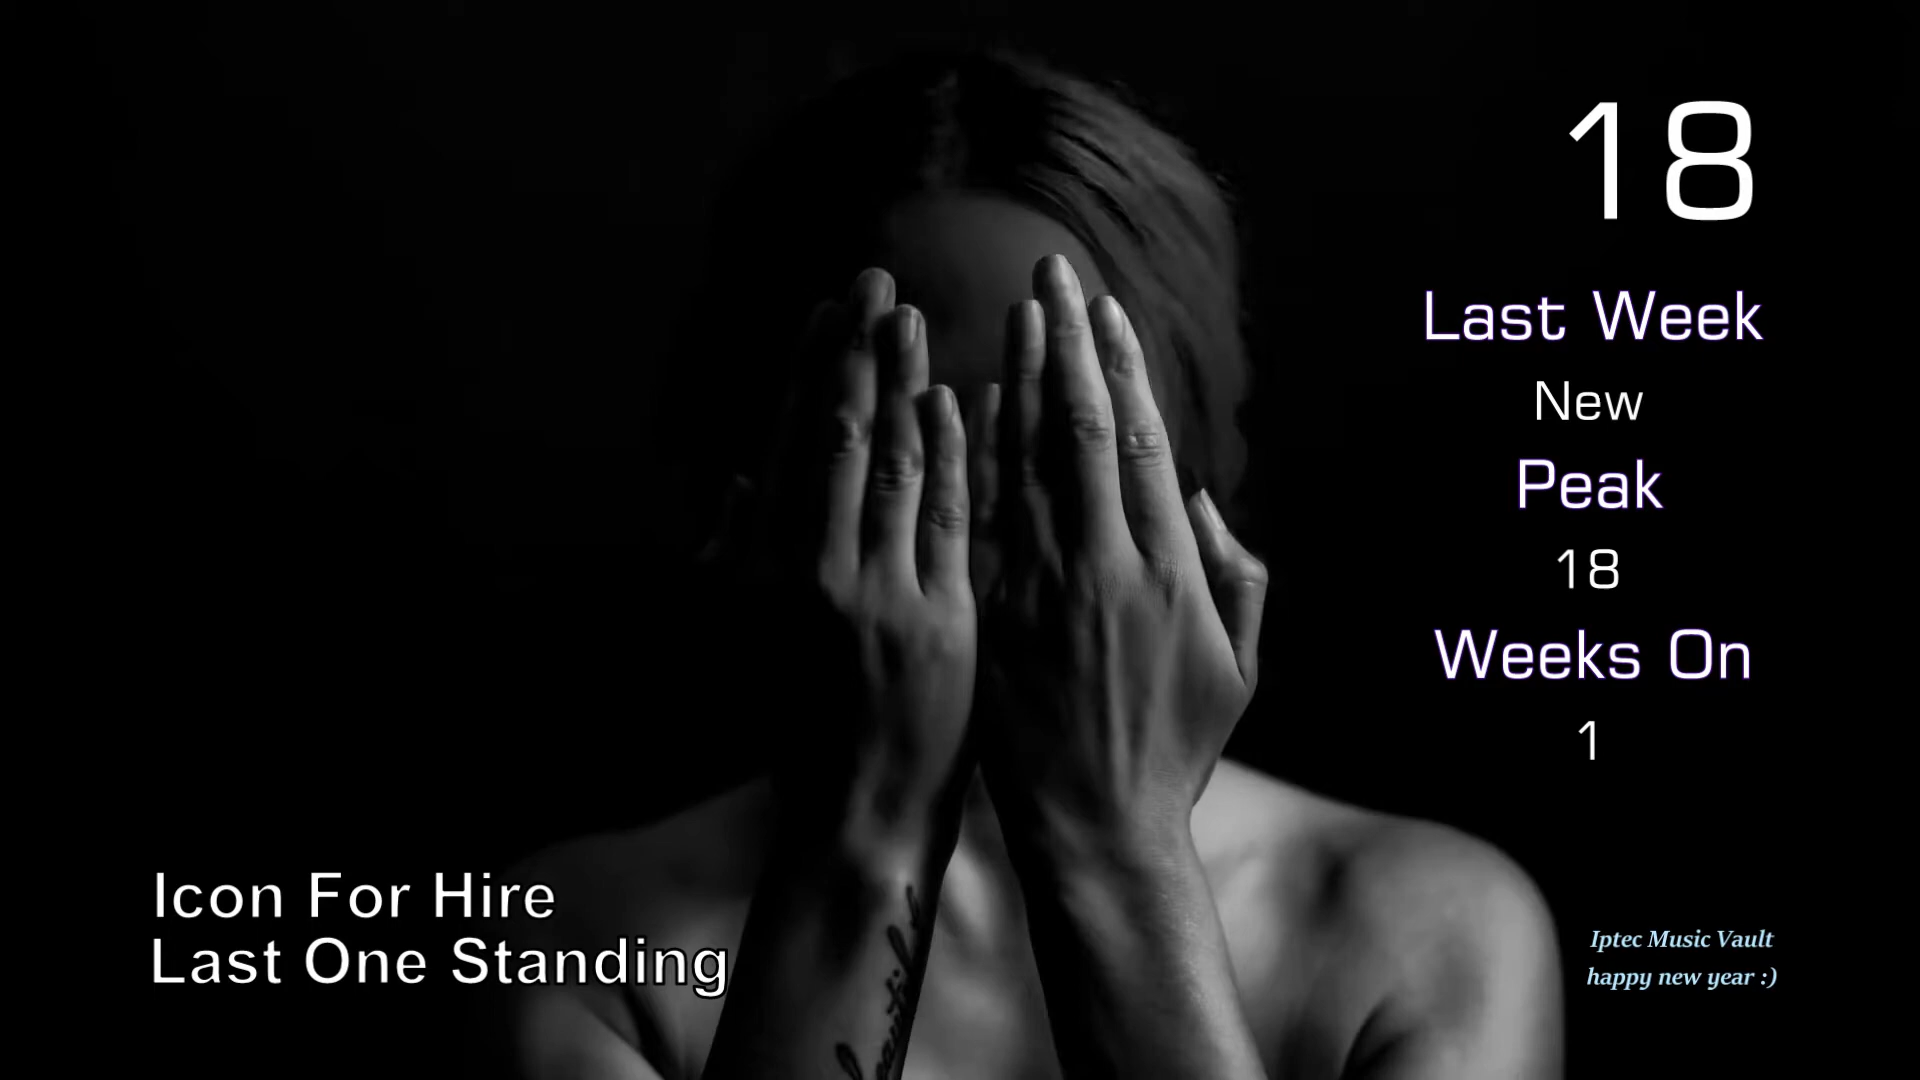 18
Last Week
New
Peak
18
Weeks On
1
Icon For Hire
Last One Standing
Iptec Music Vault
happy new year :)